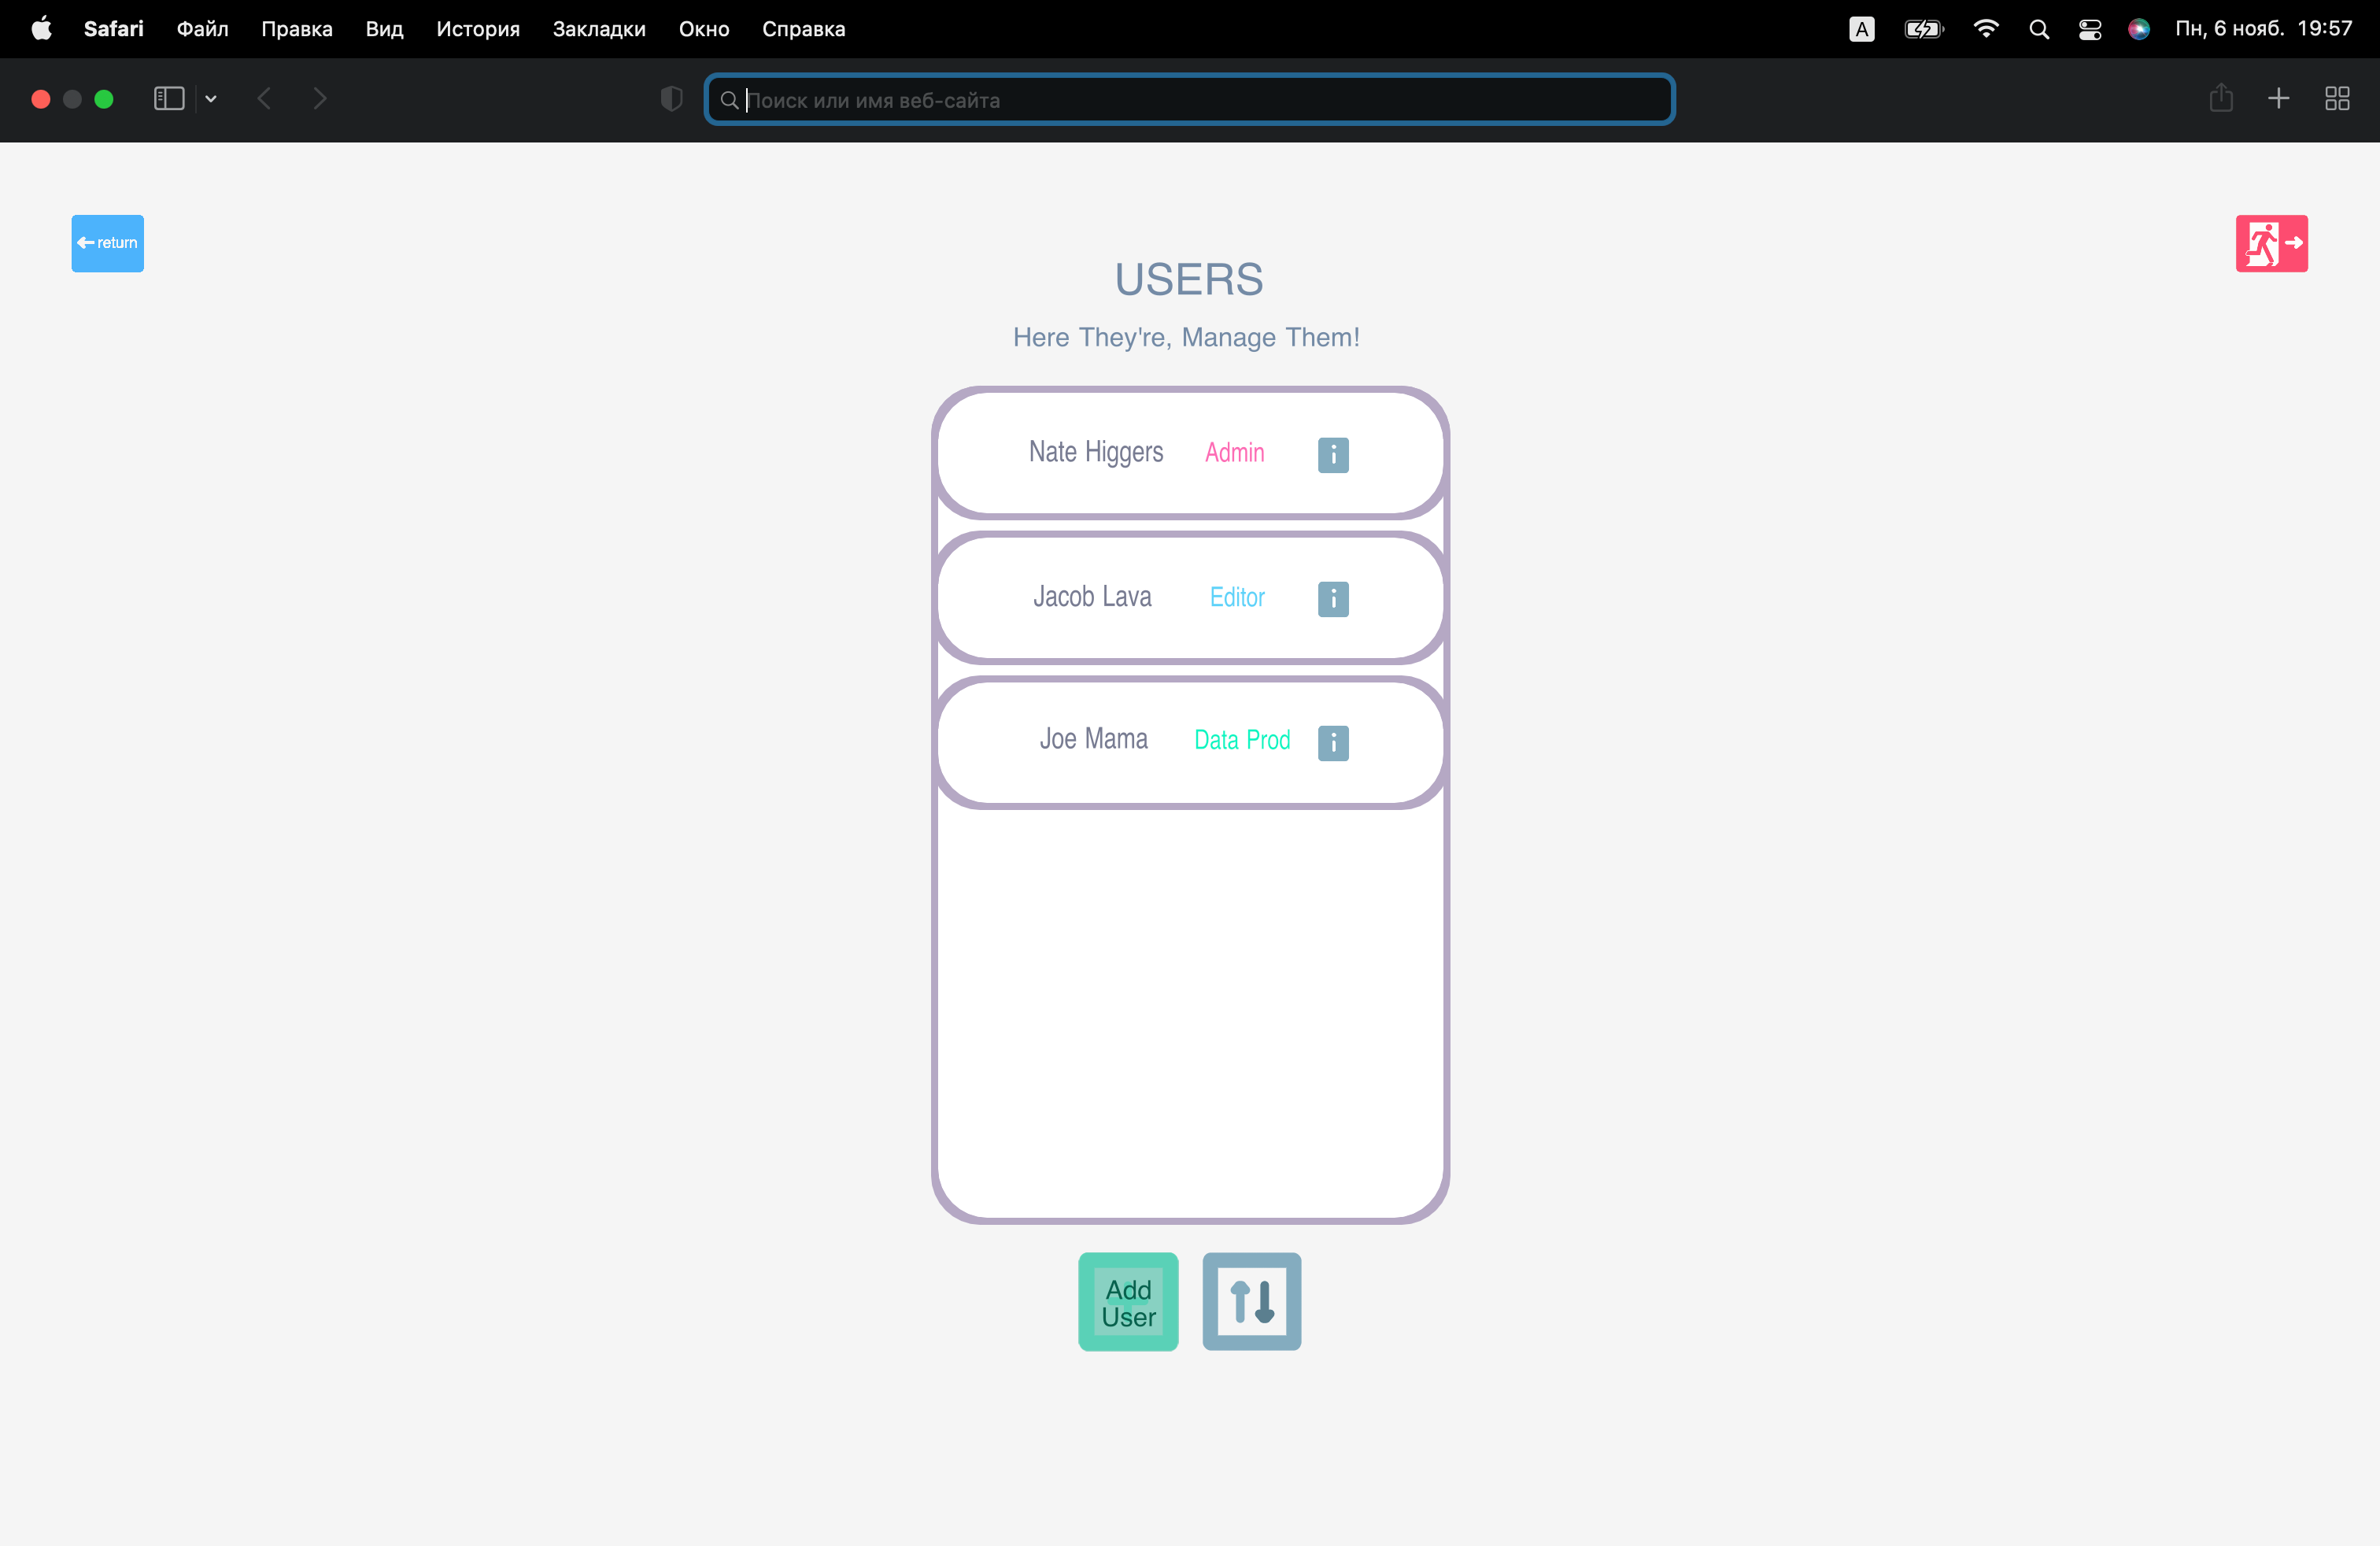 Safari Файл Правка Вид История Закладки Окно Справка A Пн, 6 нояб. 19:57
Поиск или имя веб-сайта
return
USERS
Here They're, Manage Them!
Nate Higgers Admin i
Jacob Lava Editor i
Joe Mama Data Prod i
Add
User